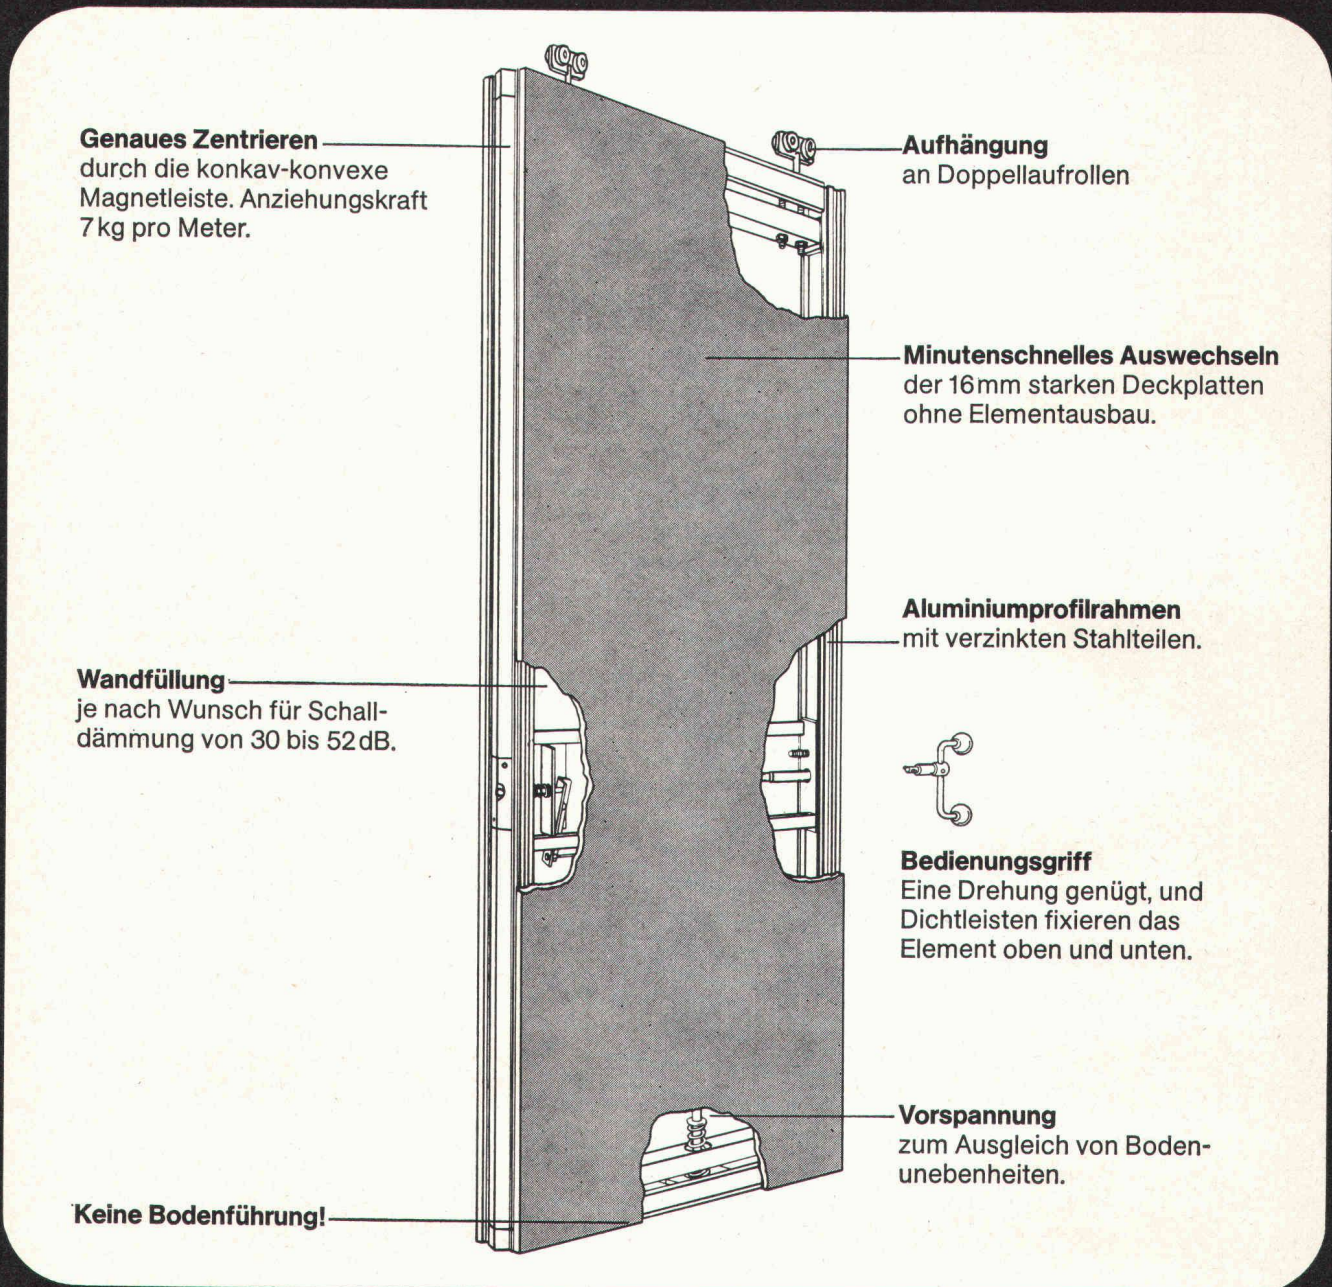 Genaues Zentrieren
durch die konkav-konvexe
Magnetleiste. Anziehungskraft
7 kg pro Meter.
Aufhängung
an Doppellaufrollen
Minutenschnelles Auswechseln
der 16 mm starken Deckplatten
ohne Elementausbau.
Aluminiumprofilrahmen
mit verzinkten Stahlteilen.
Wandfüllung
je nach Wunsch für Schall-
dämmung von 30 bis 52 dB.
Bedienungsgriff
Eine Drehung genügt, und
Dichtleisten fixieren das
Element oben und unten.
Vorspannung
zum Ausgleich von Boden-
unebenheiten.
Keine Bodenführung!